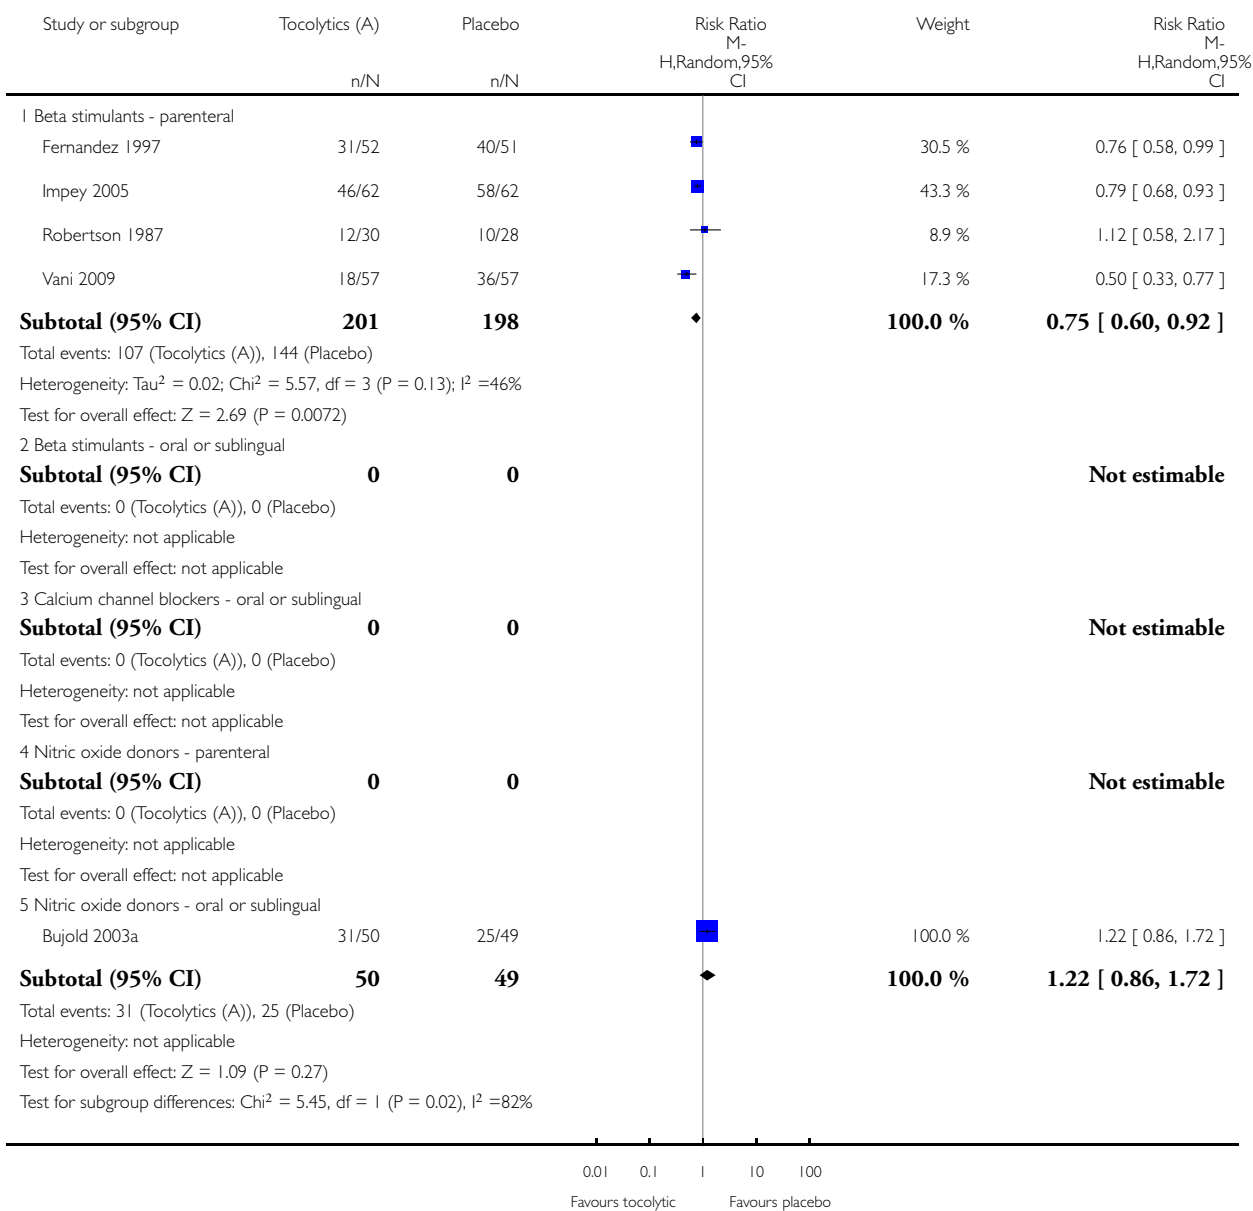 Study or subgroup Tocolytics (A) Placebo Risk Ratio Weight Risk Ratio
M- M-
H,Random,95% H,Random,95%
n/N n/N CI CI
1 Beta stimulants - parenteral
Fernandez 1997 31/52 40/51 30.5 % 0.76 [ 0.58, 0.99 ]
Impey 2005 46/62 58/62 43.3 % 0.79 [ 0.68, 0.93 ]
Robertson 1987 12/30 10/28 8.9 % 1.12 [ 0.58, 2.17 ]
Vani 2009 18/57 36/57 17.3 % 0.50 [ 0.33, 0.77 ]
Subtotal (95% CI) 201 198 100.0 % 0.75 [ 0.60, 0.92 ]
Total events: 107 (Tocolytics (A)), 144 (Placebo)
Heterogeneity: Tau² = 0.02; Chi² = 5.57, df = 3 (P = 0.13); I² =46%
Test for overall effect: Z = 2.69 (P = 0.0072)
2 Beta stimulants - oral or sublingual
Subtotal (95% CI) 0 0 Not estimable
Total events: 0 (Tocolytics (A)), 0 (Placebo)
Heterogeneity: not applicable
Test for overall effect: not applicable
3 Calcium channel blockers - oral or sublingual
Subtotal (95% CI) 0 0 Not estimable
Total events: 0 (Tocolytics (A)), 0 (Placebo)
Heterogeneity: not applicable
Test for overall effect: not applicable
4 Nitric oxide donors - parenteral
Subtotal (95% CI) 0 0 Not estimable
Total events: 0 (Tocolytics (A)), 0 (Placebo)
Heterogeneity: not applicable
Test for overall effect: not applicable
5 Nitric oxide donors - oral or sublingual
Bujold 2003a 31/50 25/49 100.0 % 1.22 [ 0.86, 1.72 ]
Subtotal (95% CI) 50 49 100.0 % 1.22 [ 0.86, 1.72 ]
Total events: 31 (Tocolytics (A)), 25 (Placebo)
Heterogeneity: not applicable
Test for overall effect: Z = 1.09 (P = 0.27)
Test for subgroup differences: Chi² = 5.45, df = 1 (P = 0.02), I² =82%
0.01 0.1 1 10 100
Favours tocolytic Favours placebo